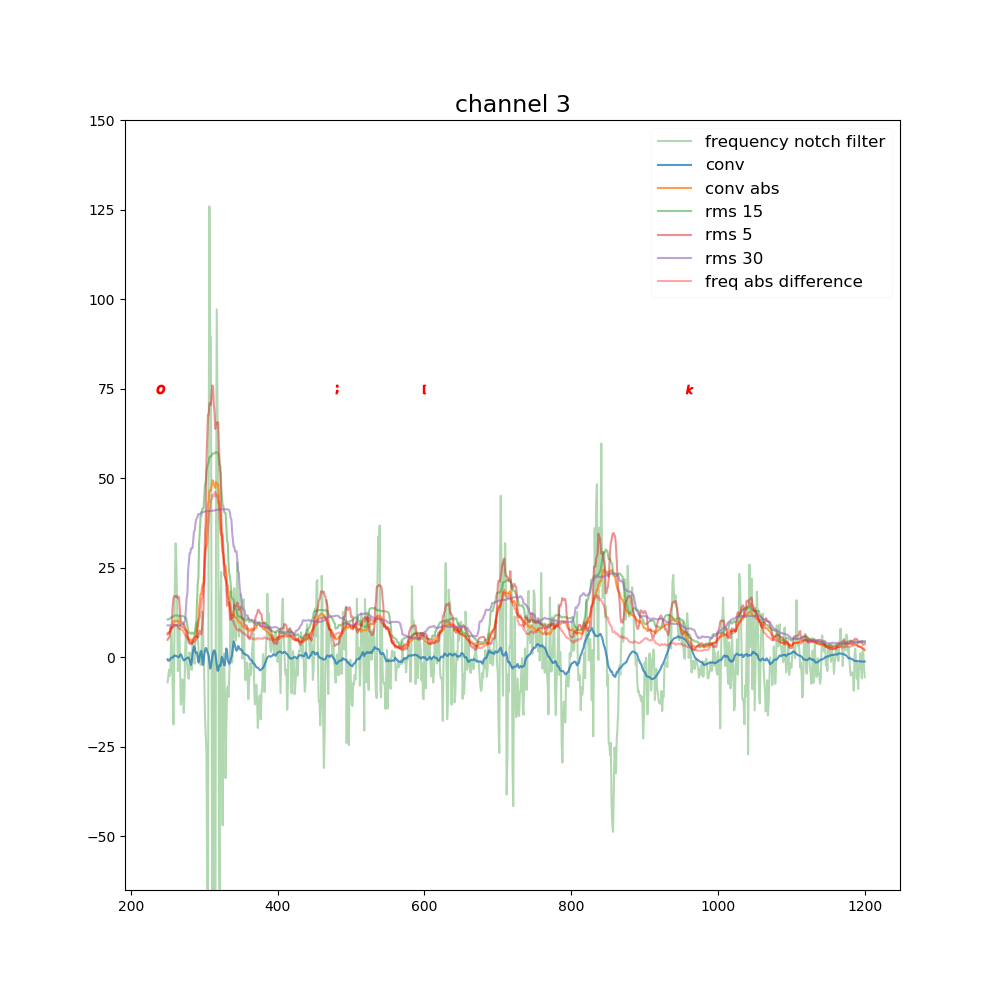 channel 3
150
125
100
75
50
25
0
−25
−50
frequency notch filter
conv
conv abs
rms 15
rms 5
rms 30
freq abs difference
o ; [ k
200 400 600 800 1000 1200